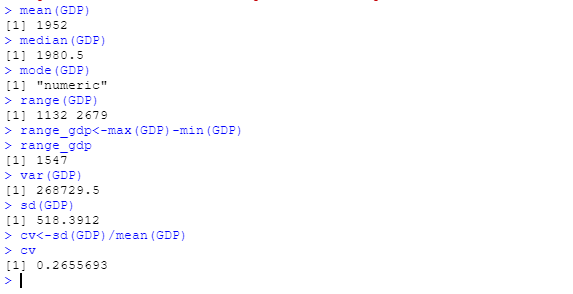 > mean(GDP)
[1] 1952
> median(GDP)
[1] 1980.5
> mode(GDP)
[1] "numeric"
> range(GDP)
[1] 1132 2679
> range_gdp<-max(GDP)-min(GDP)
> range_gdp
[1] 1547
> var(GDP)
[1] 268729.5
> sd(GDP)
[1] 518.3912
> cv<-sd(GDP)/mean(GDP)
> cv
[1] 0.2655693
>